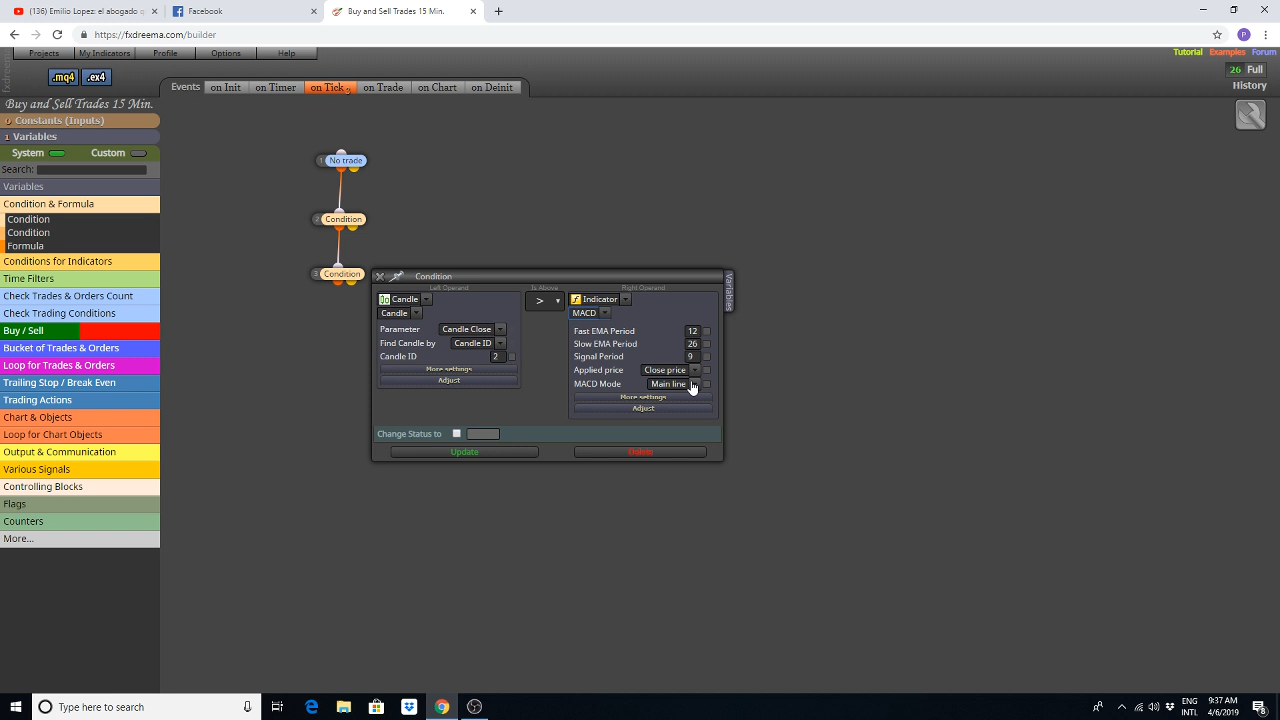 (136) Emilio Lopez: el abogado q
Facebook
Buy and Sell Trades 15 Min.
https://fxdreema.com/builder
P
Projects
My Indicators
Profile
Options
Help
Tutorial
Examples
Forum
fxdreema
.mq4
.ex4
Events
on Init
on Timer
on Tick 3
on Trade
on Chart
on Deinit
26 Full
History
Buy and Sell Trades 15 Min.
0 Constants (Inputs)
1 Variables
System
Custom
Search:
Variables
Condition & Formula
Condition
Condition
Formula
Conditions for Indicators
Time Filters
Check Trades & Orders Count
Check Trading Conditions
Buy / Sell
Bucket of Trades & Orders
Loop for Trades & Orders
Trailing Stop / Break Even
Trading Actions
Chart & Objects
Loop for Chart Objects
Output & Communication
Various Signals
Controlling Blocks
Flags
Counters
More...
1 No trade
2 Condition
3 Condition
Condition
Variables
Left Operand
Is Above
Right Operand
Candle
>
Indicator
Candle
MACD
Parameter
Candle Close
Find Candle by
Candle ID
Candle ID
2
More settings
Adjust
Fast EMA Period
12
Slow EMA Period
26
Signal Period
9
Applied price
Close price
MACD Mode
Main line
More settings
Adjust
Change Status to
Update
Delete
Type here to search
ENG
INTL
9:37 AM
4/6/2019
8